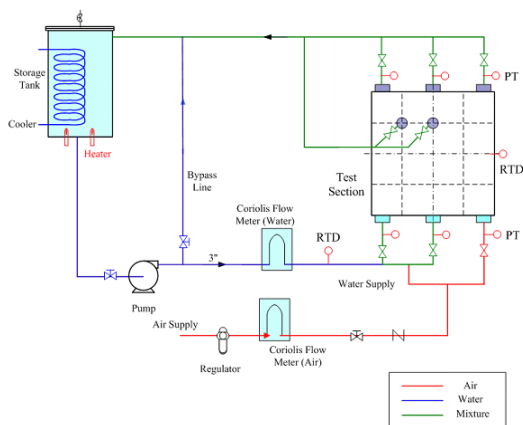 Storage
Tank
Cooler
Heater
Bypass
Line
PT
Test
Section
RTD
PT
Coriolis Flow
Meter (Water)
RTD
3"
Water Supply
Pump
Air Supply
Regulator
Coriolis Flow
Meter (Air)
Air
Water
Mixture